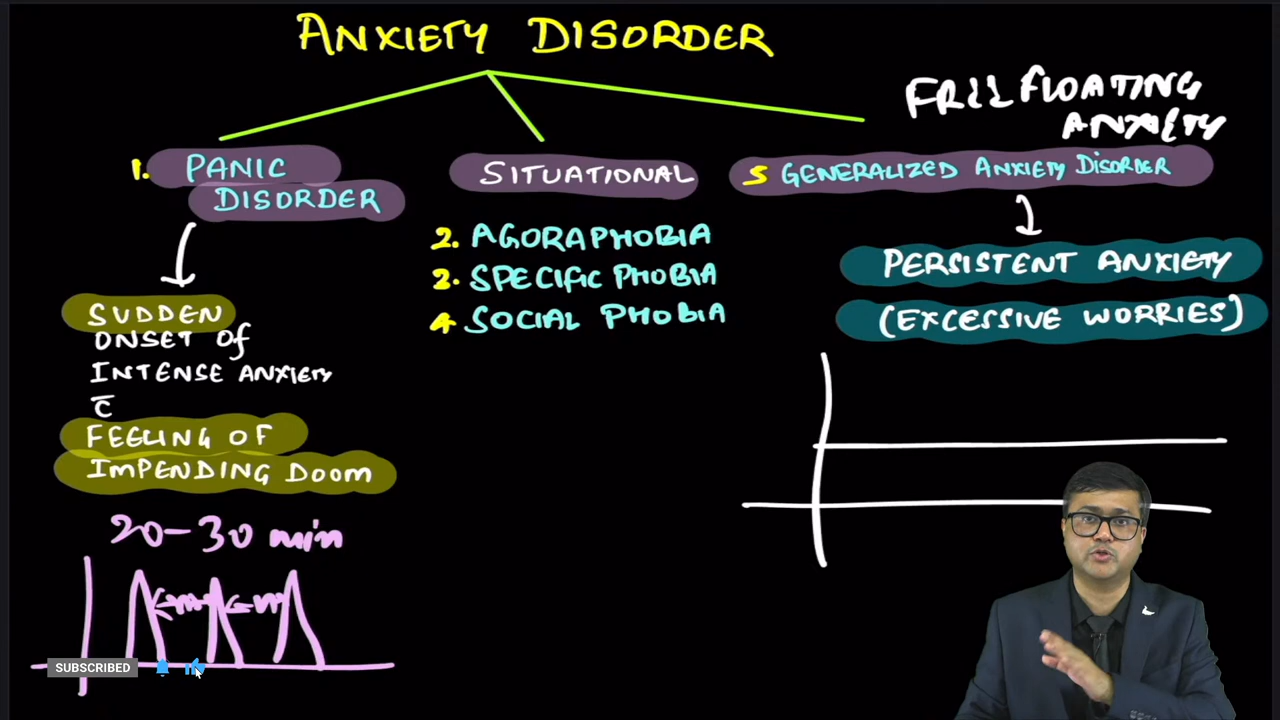 ANXIETY DISORDER
FREE FLOATING
ANXIETY
1. PANIC
DISORDER
SUDDEN
ONSET OF
INTENSE ANXIETY
c̄
FEELING OF
IMPENDING DOOM
20-30 min
SITUATIONAL
2. AGORAPHOBIA
3. SPECIFIC PHOBIA
4 SOCIAL PHOBIA
5 GENERALIZED ANXIETY DISORDER
PERSISTENT ANXIETY
(EXCESSIVE WORRIES)
SUBSCRIBED